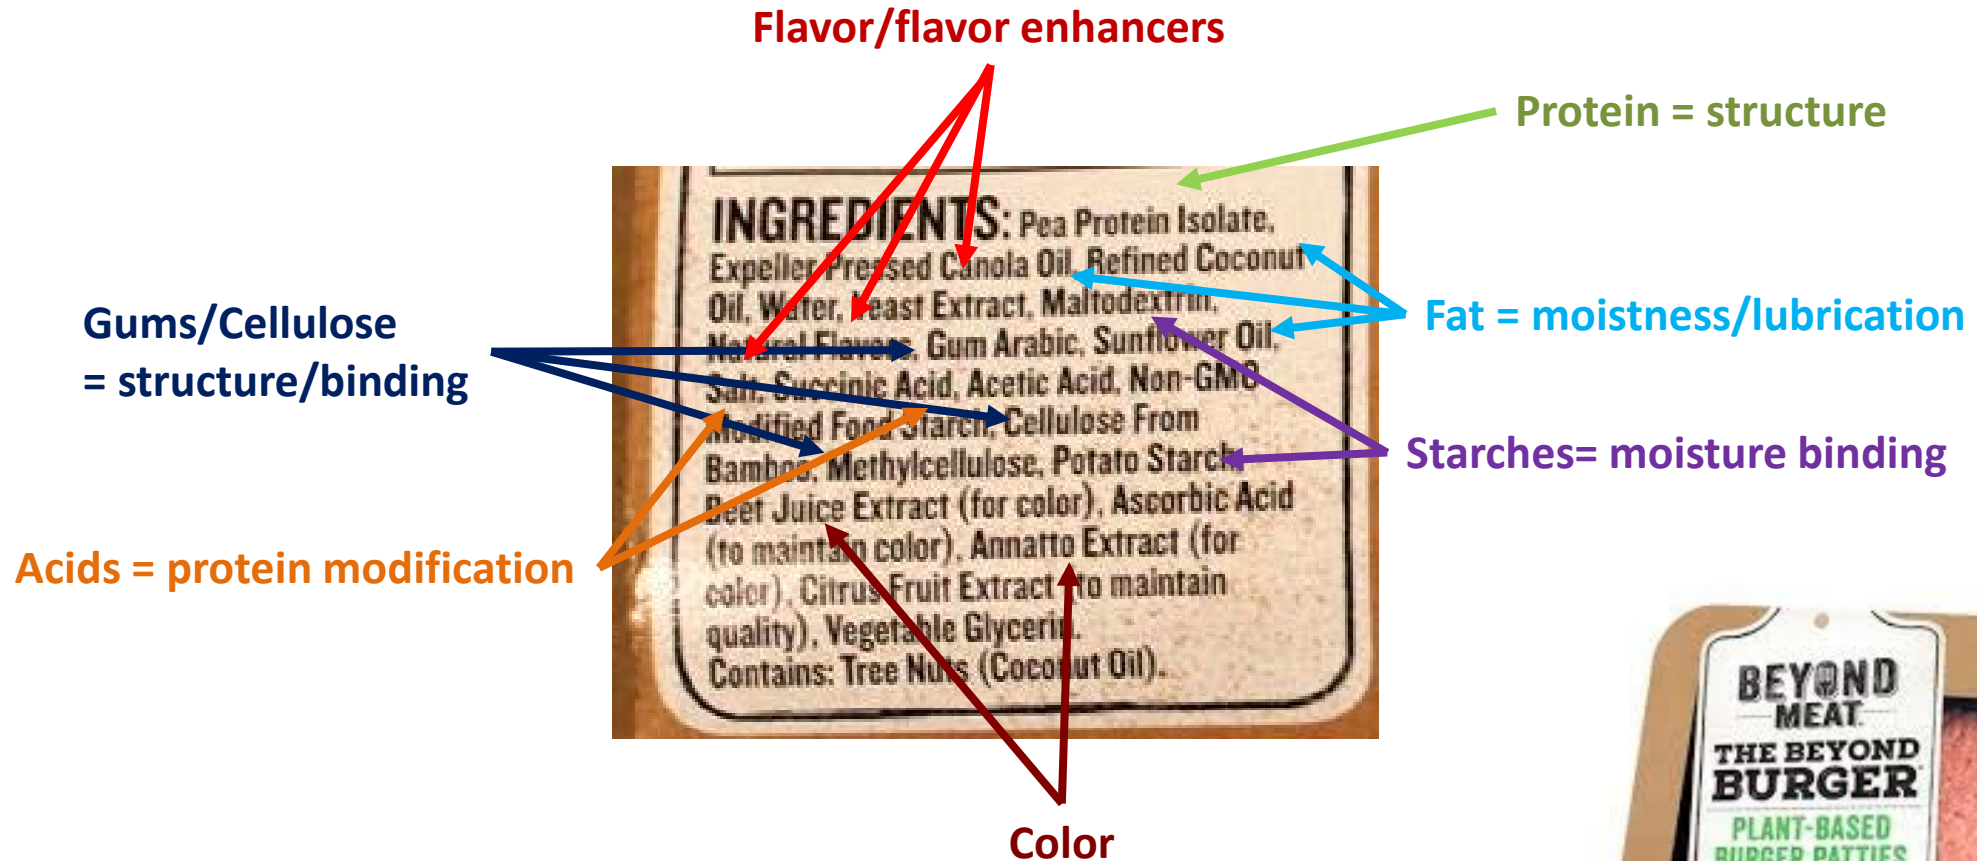 Flavor/flavor enhancers
Protein = structure
INGREDIENTS: Pea Protein Isolate,
Expeller Pressed Canola Oil, Refined Coconut
Oil, Water, Yeast Extract, Maltodextrin,
Natural Flavors, Gum Arabic, Sunflower Oil,
Salt, Succinic Acid, Acetic Acid, Non-GMO
Modified Food Starch, Cellulose From
Bamboo, Methylcellulose, Potato Starch,
Beet Juice Extract (for color), Ascorbic Acid
(to maintain color), Annatto Extract (for
color), Citrus Fruit Extract (to maintain
quality), Vegetable Glycerin.
Contains: Tree Nuts (Coconut Oil).
Gums/Cellulose
= structure/binding
Fat = moistness/lubrication
Starches= moisture binding
Acids = protein modification
Color
BEYOND
MEAT
THE BEYOND
BURGER
PLANT-BASED
BURGER PATTIES